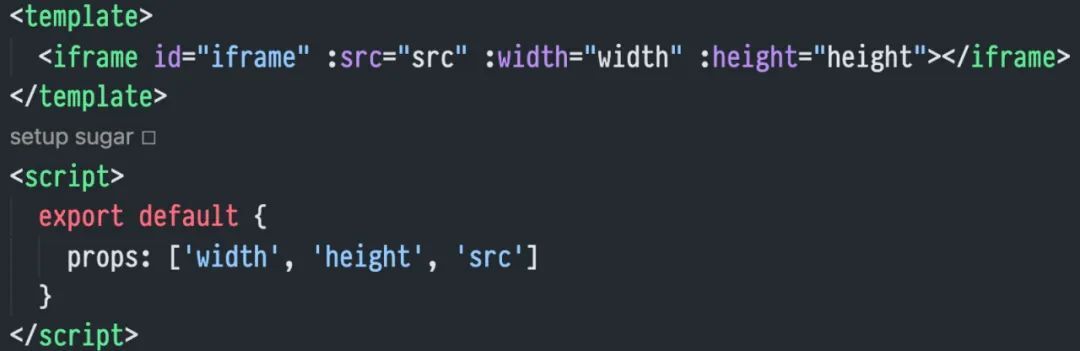 <template>
  <iframe id="iframe" :src="src" :width="width" :height="height"></iframe>
</template>
setup sugar □
<script>
  export default {
    props: ['width', 'height', 'src']
  }
</script>